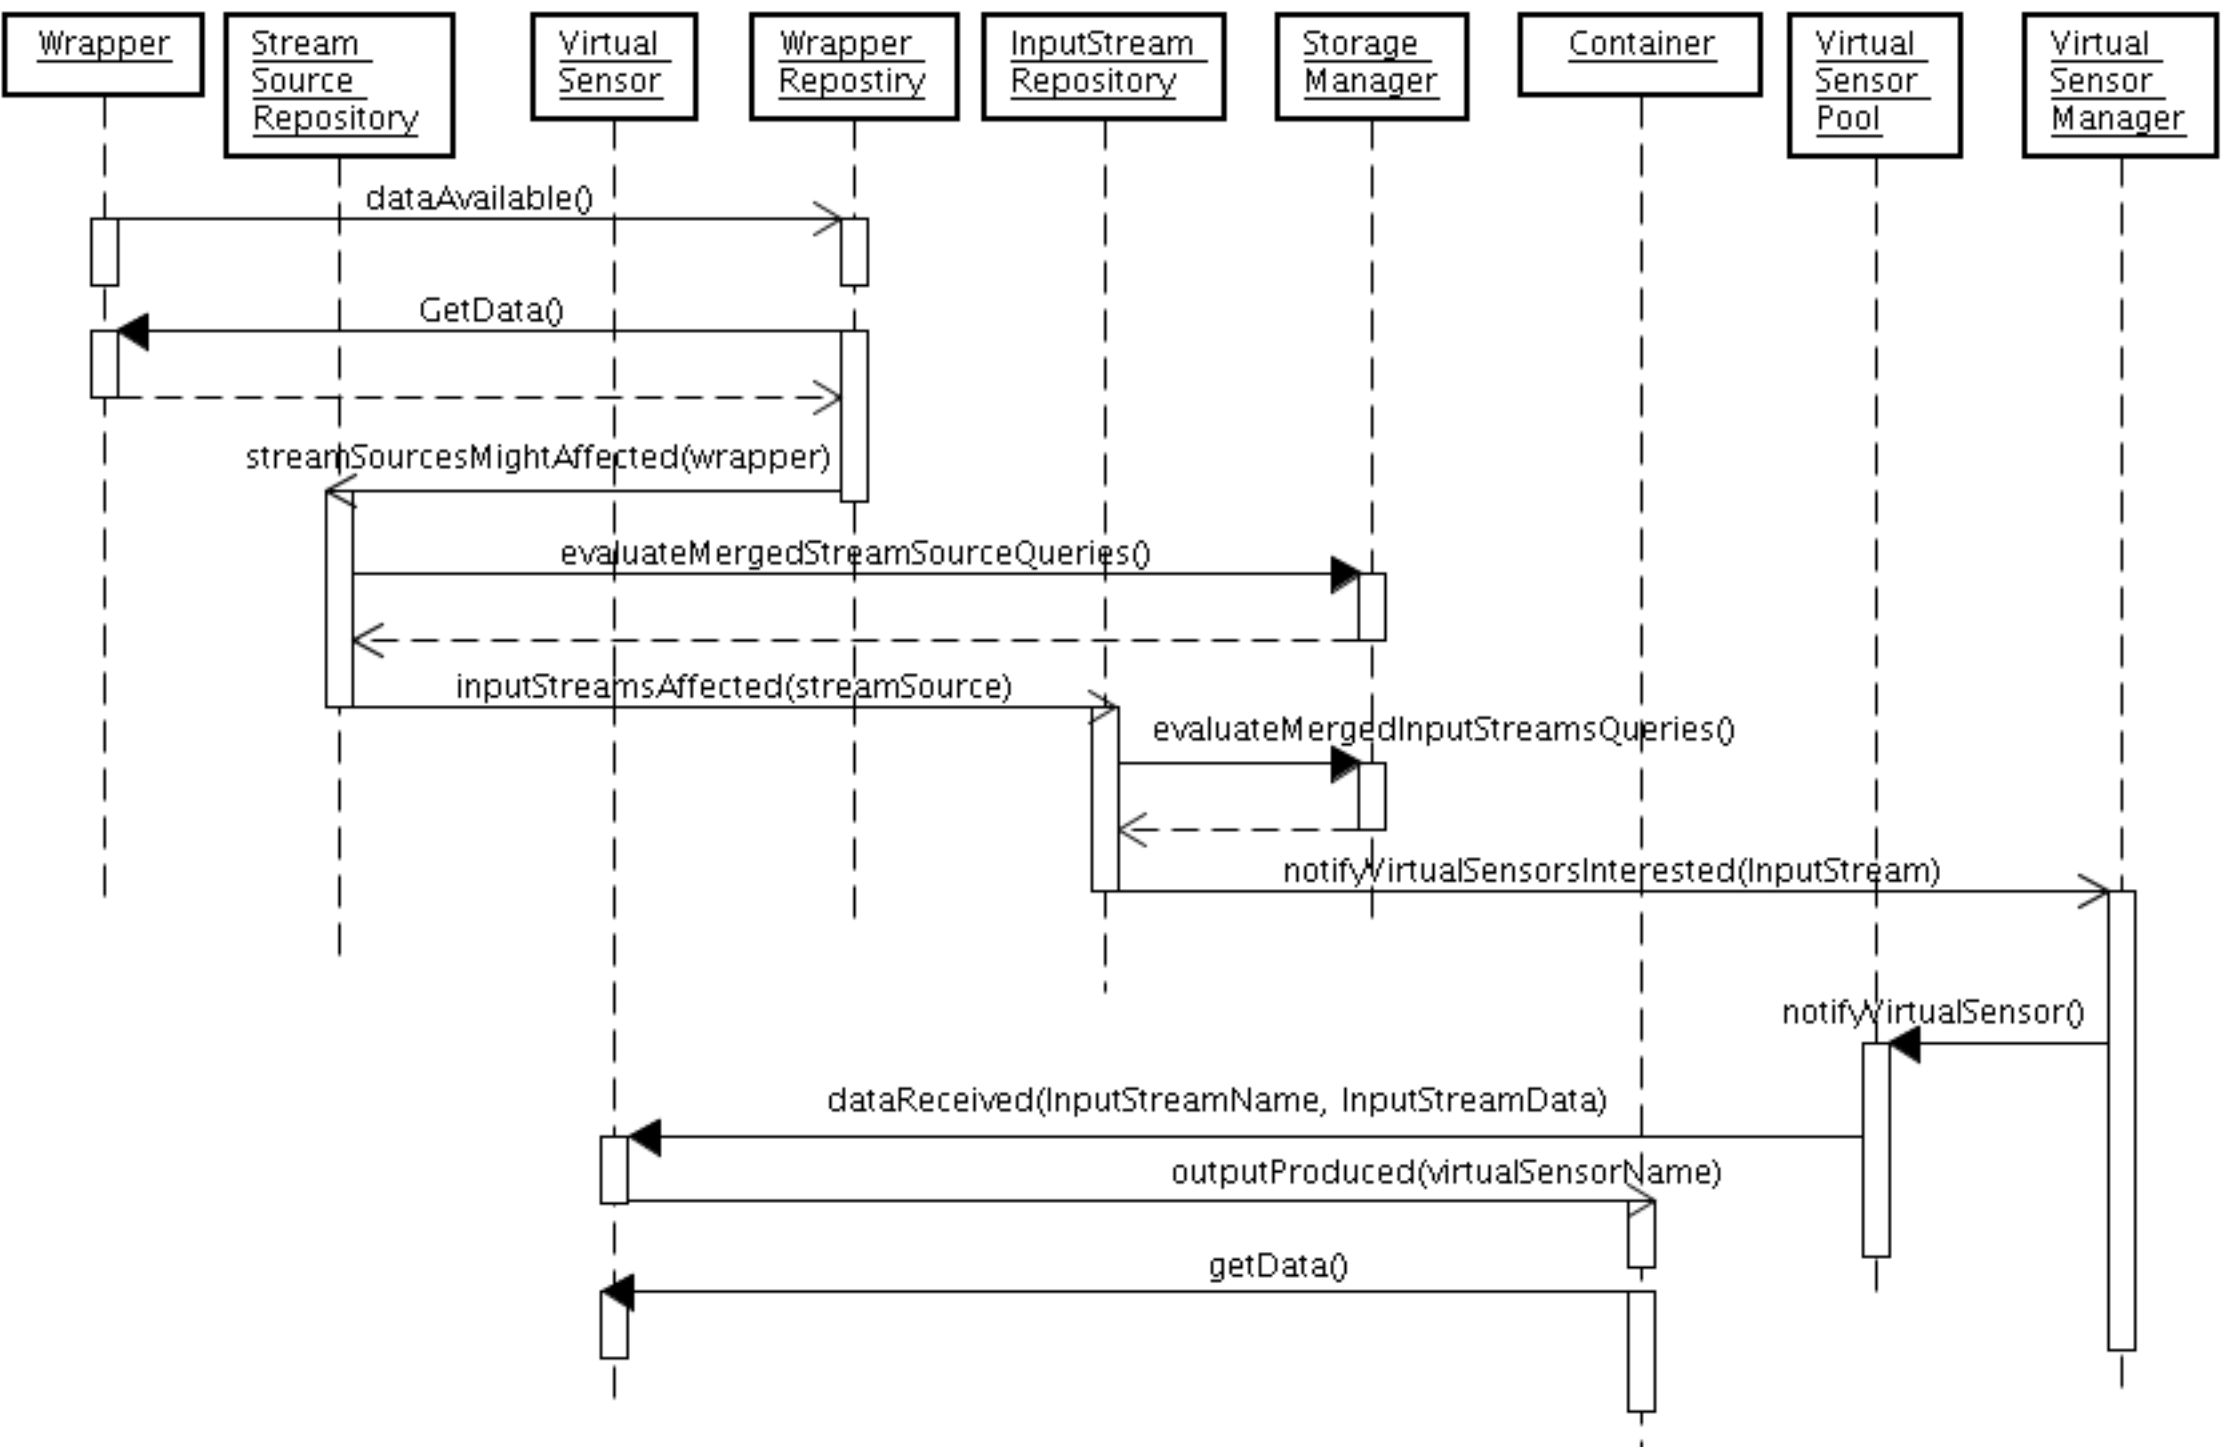 Wrapper
Stream
Source
Repository
Virtual
Sensor
Wrapper
Repostiry
InputStream
Repository
Storage
Manager
Container
Virtual
Sensor
Pool
Virtual
Sensor
Manager
dataAvailable()
GetData()
streamSourcesMightAffected(wrapper)
evaluateMergedStreamSourceQueries()
inputStreamsAffected(streamSource)
evaluateMergedInputStreamsQueries()
notifyVirtualSensorsInterested(InputStream)
notifyVirtualSensor()
dataReceived(InputStreamName, InputStreamData)
outputProduced(virtualSensorName)
getData()